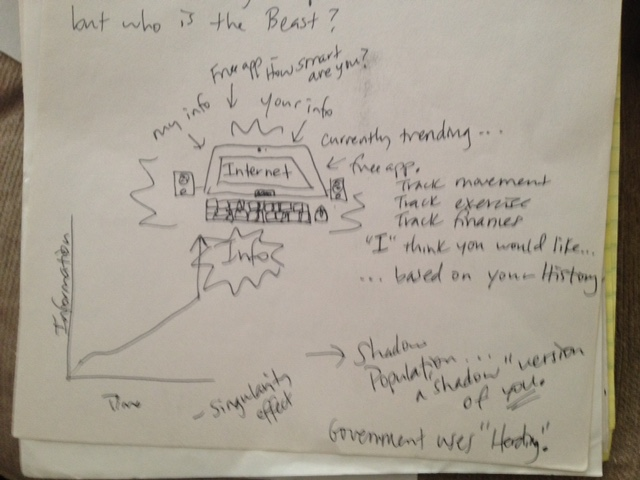 but who is the Beast?
Free app How smart
are you?
my info
your info
currently trending...
Internet
free app.
Track movement
Track exercise
Track finances
"I" think you would like...
... based on your History
Info
Information
Time
- Singularity
effect
Shadow
Population...
a shadow" version
of you.
Government uses "Herding."